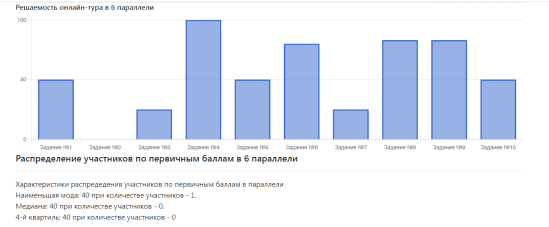 Решаемость онлайн-тура в 6 параллели
100
50
0
Задание №1 Задание №2 Задание №3 Задание №4 Задание №5 Задание №6 Задание №7 Задание №8 Задание №9 Задание №10
Распределение участников по первичным баллам в 6 параллели
Характеристики распредедения участников по первичным баллам в параллели
Наименьшая мода: 40 при количестве участников - 1.
Медиана: 40 при количестве участников - 0.
4-й квартиль: 40 при количестве участников - 0